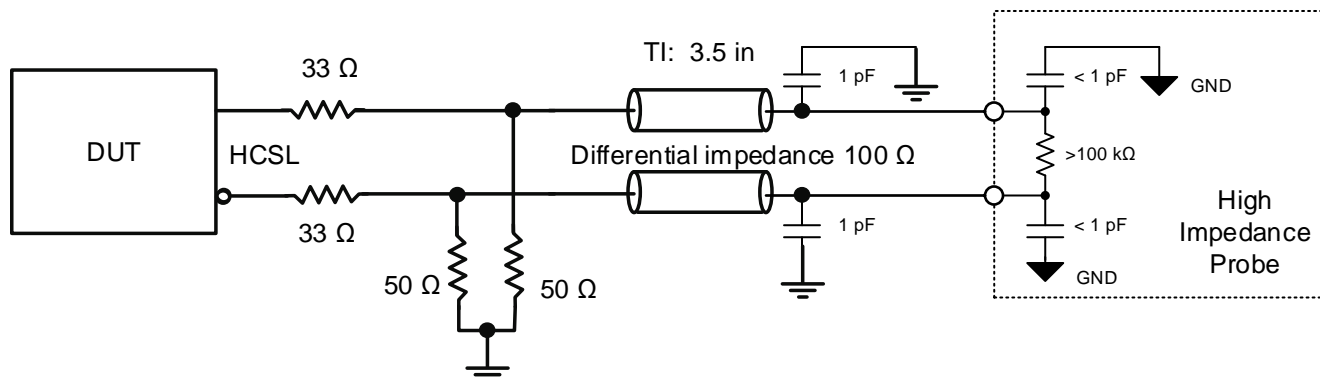 TI: 3.5 in
33 Ω
1 pF
< 1 pF
GND
DUT
HCSL
Differential impedance 100 Ω
>100 kΩ
33 Ω
1 pF
< 1 pF
High
Impedance
Probe
50 Ω
50 Ω
GND